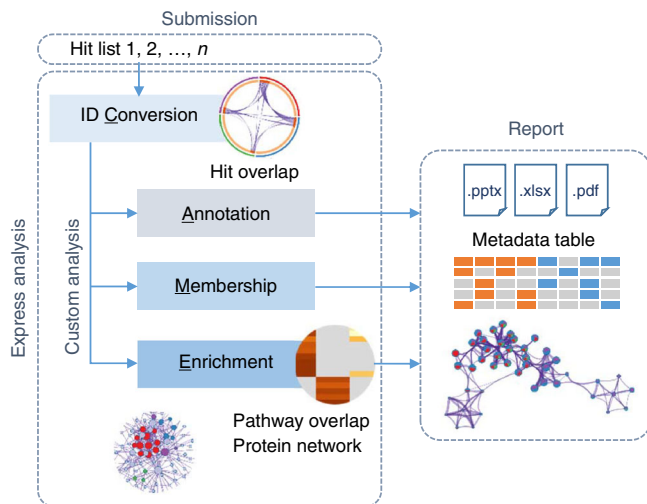 Submission
Hit list 1, 2, …, n
ID Conversion
Hit overlap
Express analysis
Custom analysis
Annotation
Membership
Enrichment
Pathway overlap
Protein network
Report
.pptx
.xlsx
.pdf
Metadata table